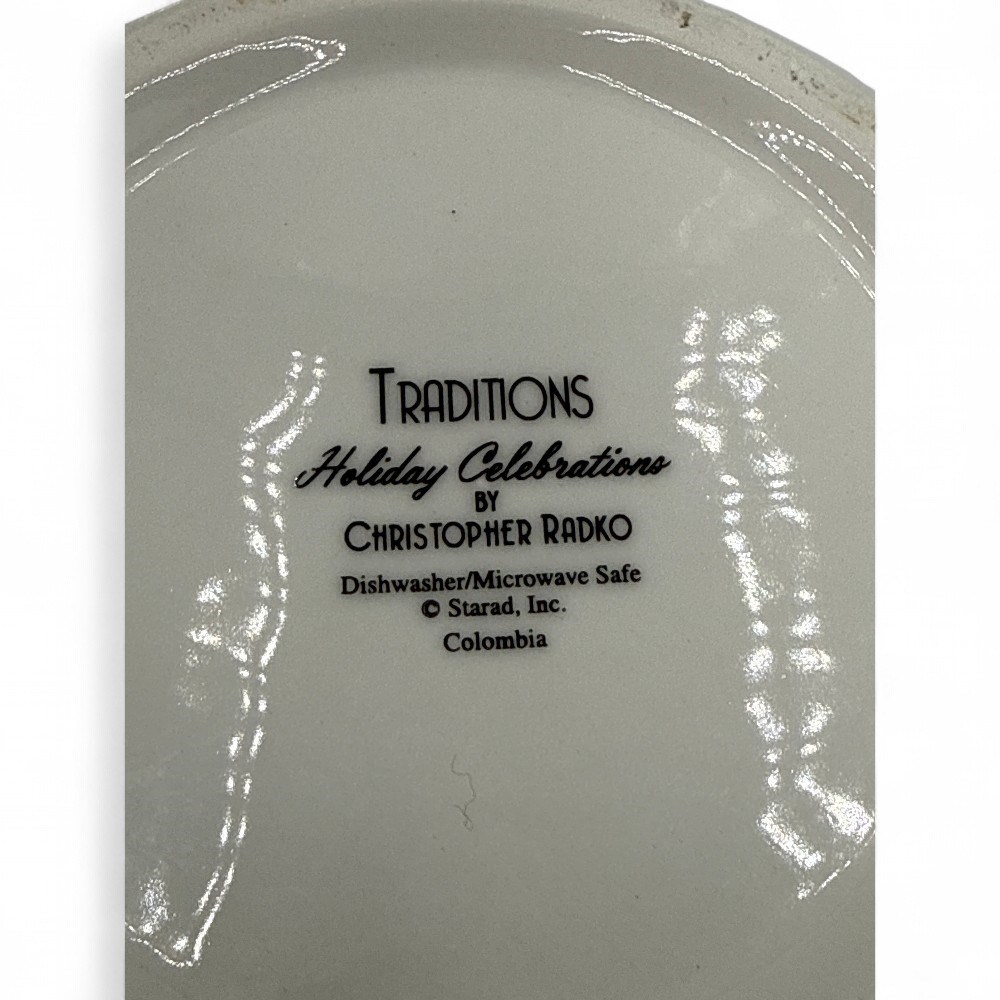 TRADITIONS
Holiday Celebrations
BY
CHRISTOPHER RADKO
Dishwasher/Microwave Safe
© Starad, Inc.
Colombia